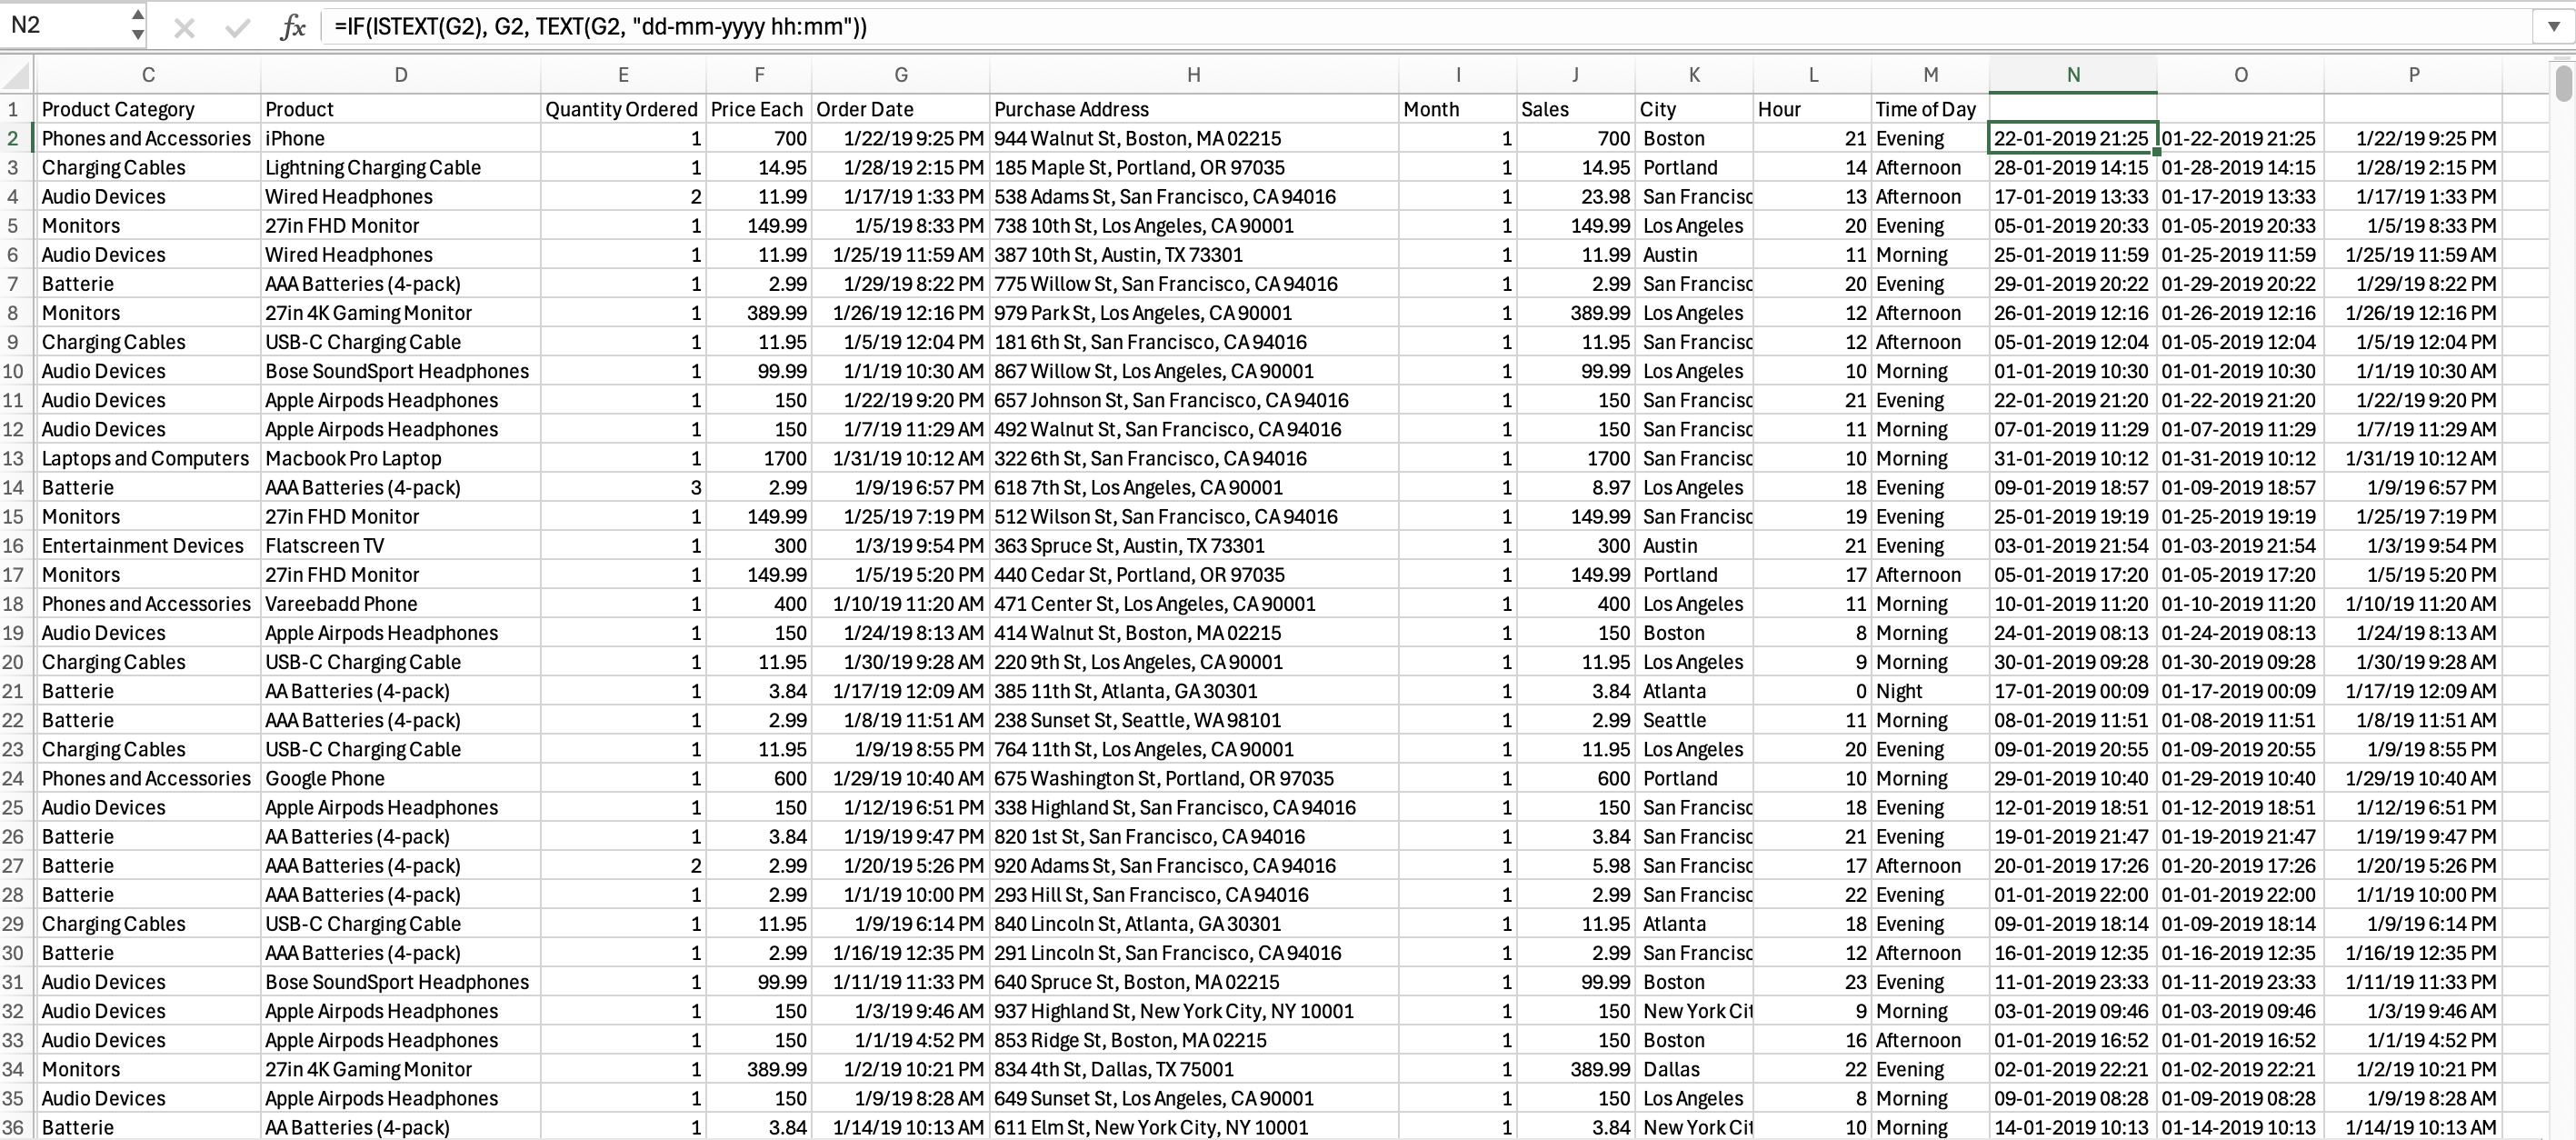 N2 fx =IF(ISTEXT(G2), G2, TEXT(G2, "dd-mm-yyyy hh:mm"))
C D E F G H I J K L M N O P
1 Product Category Product Quantity Ordered Price Each Order Date Purchase Address Month Sales City Hour Time of Day
2 Phones and Accessories iPhone 1 700 1/22/19 9:25 PM 944 Walnut St, Boston, MA 02215 1 700 Boston 21 Evening 22-01-2019 21:25 01-22-2019 21:25 1/22/19 9:25 PM
3 Charging Cables Lightning Charging Cable 1 14.95 1/28/19 2:15 PM 185 Maple St, Portland, OR 97035 1 14.95 Portland 14 Afternoon 28-01-2019 14:15 01-28-2019 14:15 1/28/19 2:15 PM
4 Audio Devices Wired Headphones 2 11.99 1/17/19 1:33 PM 538 Adams St, San Francisco, CA 94016 1 23.98 San Francisc 13 Afternoon 17-01-2019 13:33 01-17-2019 13:33 1/17/19 1:33 PM
5 Monitors 27in FHD Monitor 1 149.99 1/5/19 8:33 PM 738 10th St, Los Angeles, CA 90001 1 149.99 Los Angeles 20 Evening 05-01-2019 20:33 01-05-2019 20:33 1/5/19 8:33 PM
6 Audio Devices Wired Headphones 1 11.99 1/25/19 11:59 AM 387 10th St, Austin, TX 73301 1 11.99 Austin 11 Morning 25-01-2019 11:59 01-25-2019 11:59 1/25/19 11:59 AM
7 Batterie AAA Batteries (4-pack) 1 2.99 1/29/19 8:22 PM 775 Willow St, San Francisco, CA 94016 1 2.99 San Francisc 20 Evening 29-01-2019 20:22 01-29-2019 20:22 1/29/19 8:22 PM
8 Monitors 27in 4K Gaming Monitor 1 389.99 1/26/19 12:16 PM 979 Park St, Los Angeles, CA 90001 1 389.99 Los Angeles 12 Afternoon 26-01-2019 12:16 01-26-2019 12:16 1/26/19 12:16 PM
9 Charging Cables USB-C Charging Cable 1 11.95 1/5/19 12:04 PM 181 6th St, San Francisco, CA 94016 1 11.95 San Francisc 12 Afternoon 05-01-2019 12:04 01-05-2019 12:04 1/5/19 12:04 PM
10 Audio Devices Bose SoundSport Headphones 1 99.99 1/1/19 10:30 AM 867 Willow St, Los Angeles, CA 90001 1 99.99 Los Angeles 10 Morning 01-01-2019 10:30 01-01-2019 10:30 1/1/19 10:30 AM
11 Audio Devices Apple Airpods Headphones 1 150 1/22/19 9:20 PM 657 Johnson St, San Francisco, CA 94016 1 150 San Francisc 21 Evening 22-01-2019 21:20 01-22-2019 21:20 1/22/19 9:20 PM
12 Audio Devices Apple Airpods Headphones 1 150 1/7/19 11:29 AM 492 Walnut St, San Francisco, CA 94016 1 150 San Francisc 11 Morning 07-01-2019 11:29 01-07-2019 11:29 1/7/19 11:29 AM
13 Laptops and Computers Macbook Pro Laptop 1 1700 1/31/19 10:12 AM 322 6th St, San Francisco, CA 94016 1 1700 San Francisc 10 Morning 31-01-2019 10:12 01-31-2019 10:12 1/31/19 10:12 AM
14 Batterie AAA Batteries (4-pack) 3 2.99 1/9/19 6:57 PM 618 7th St, Los Angeles, CA 90001 1 8.97 Los Angeles 18 Evening 09-01-2019 18:57 01-09-2019 18:57 1/9/19 6:57 PM
15 Monitors 27in FHD Monitor 1 149.99 1/25/19 7:19 PM 512 Wilson St, San Francisco, CA 94016 1 149.99 San Francisc 19 Evening 25-01-2019 19:19 01-25-2019 19:19 1/25/19 7:19 PM
16 Entertainment Devices Flatscreen TV 1 300 1/3/19 9:54 PM 363 Spruce St, Austin, TX 73301 1 300 Austin 21 Evening 03-01-2019 21:54 01-03-2019 21:54 1/3/19 9:54 PM
17 Monitors 27in FHD Monitor 1 149.99 1/5/19 5:20 PM 440 Cedar St, Portland, OR 97035 1 149.99 Portland 17 Afternoon 05-01-2019 17:20 01-05-2019 17:20 1/5/19 5:20 PM
18 Phones and Accessories Vareebadd Phone 1 400 1/10/19 11:20 AM 471 Center St, Los Angeles, CA 90001 1 400 Los Angeles 11 Morning 10-01-2019 11:20 01-10-2019 11:20 1/10/19 11:20 AM
19 Audio Devices Apple Airpods Headphones 1 150 1/24/19 8:13 AM 414 Walnut St, Boston, MA 02215 1 150 Boston 8 Morning 24-01-2019 08:13 01-24-2019 08:13 1/24/19 8:13 AM
20 Charging Cables USB-C Charging Cable 1 11.95 1/30/19 9:28 AM 220 9th St, Los Angeles, CA 90001 1 11.95 Los Angeles 9 Morning 30-01-2019 09:28 01-30-2019 09:28 1/30/19 9:28 AM
21 Batterie AA Batteries (4-pack) 1 3.84 1/17/19 12:09 AM 385 11th St, Atlanta, GA 30301 1 3.84 Atlanta 0 Night 17-01-2019 00:09 01-17-2019 00:09 1/17/19 12:09 AM
22 Batterie AAA Batteries (4-pack) 1 2.99 1/8/19 11:51 AM 238 Sunset St, Seattle, WA 98101 1 2.99 Seattle 11 Morning 08-01-2019 11:51 01-08-2019 11:51 1/8/19 11:51 AM
23 Charging Cables USB-C Charging Cable 1 11.95 1/9/19 8:55 PM 764 11th St, Los Angeles, CA 90001 1 11.95 Los Angeles 20 Evening 09-01-2019 20:55 01-09-2019 20:55 1/9/19 8:55 PM
24 Phones and Accessories Google Phone 1 600 1/29/19 10:40 AM 675 Washington St, Portland, OR 97035 1 600 Portland 10 Morning 29-01-2019 10:40 01-29-2019 10:40 1/29/19 10:40 AM
25 Audio Devices Apple Airpods Headphones 1 150 1/12/19 6:51 PM 338 Highland St, San Francisco, CA 94016 1 150 San Francisc 18 Evening 12-01-2019 18:51 01-12-2019 18:51 1/12/19 6:51 PM
26 Batterie AA Batteries (4-pack) 1 3.84 1/19/19 9:47 PM 820 1st St, San Francisco, CA 94016 1 3.84 San Francisc 21 Evening 19-01-2019 21:47 01-19-2019 21:47 1/19/19 9:47 PM
27 Batterie AAA Batteries (4-pack) 2 2.99 1/20/19 5:26 PM 920 Adams St, San Francisco, CA 94016 1 5.98 San Francisc 17 Afternoon 20-01-2019 17:26 01-20-2019 17:26 1/20/19 5:26 PM
28 Batterie AAA Batteries (4-pack) 1 2.99 1/1/19 10:00 PM 293 Hill St, San Francisco, CA 94016 1 2.99 San Francisc 22 Evening 01-01-2019 22:00 01-01-2019 22:00 1/1/19 10:00 PM
29 Charging Cables USB-C Charging Cable 1 11.95 1/9/19 6:14 PM 840 Lincoln St, Atlanta, GA 30301 1 11.95 Atlanta 18 Evening 09-01-2019 18:14 01-09-2019 18:14 1/9/19 6:14 PM
30 Batterie AAA Batteries (4-pack) 1 2.99 1/16/19 12:35 PM 291 Lincoln St, San Francisco, CA 94016 1 2.99 San Francisc 12 Afternoon 16-01-2019 12:35 01-16-2019 12:35 1/16/19 12:35 PM
31 Audio Devices Bose SoundSport Headphones 1 99.99 1/11/19 11:33 PM 640 Spruce St, Boston, MA 02215 1 99.99 Boston 23 Evening 11-01-2019 23:33 01-11-2019 23:33 1/11/19 11:33 PM
32 Audio Devices Apple Airpods Headphones 1 150 1/3/19 9:46 AM 937 Highland St, New York City, NY 10001 1 150 New York Cit 9 Morning 03-01-2019 09:46 01-03-2019 09:46 1/3/19 9:46 AM
33 Audio Devices Apple Airpods Headphones 1 150 1/1/19 4:52 PM 853 Ridge St, Boston, MA 02215 1 150 Boston 16 Afternoon 01-01-2019 16:52 01-01-2019 16:52 1/1/19 4:52 PM
34 Monitors 27in 4K Gaming Monitor 1 389.99 1/2/19 10:21 PM 834 4th St, Dallas, TX 75001 1 389.99 Dallas 22 Evening 02-01-2019 22:21 01-02-2019 22:21 1/2/19 10:21 PM
35 Audio Devices Apple Airpods Headphones 1 150 1/9/19 8:28 AM 649 Sunset St, Los Angeles, CA 90001 1 150 Los Angeles 8 Morning 09-01-2019 08:28 01-09-2019 08:28 1/9/19 8:28 AM
36 Batterie AA Batteries (4-pack) 1 3.84 1/14/19 10:13 AM 611 Elm St, New York City, NY 10001 1 3.84 New York Cit 10 Morning 14-01-2019 10:13 01-14-2019 10:13 1/14/19 10:13 AM